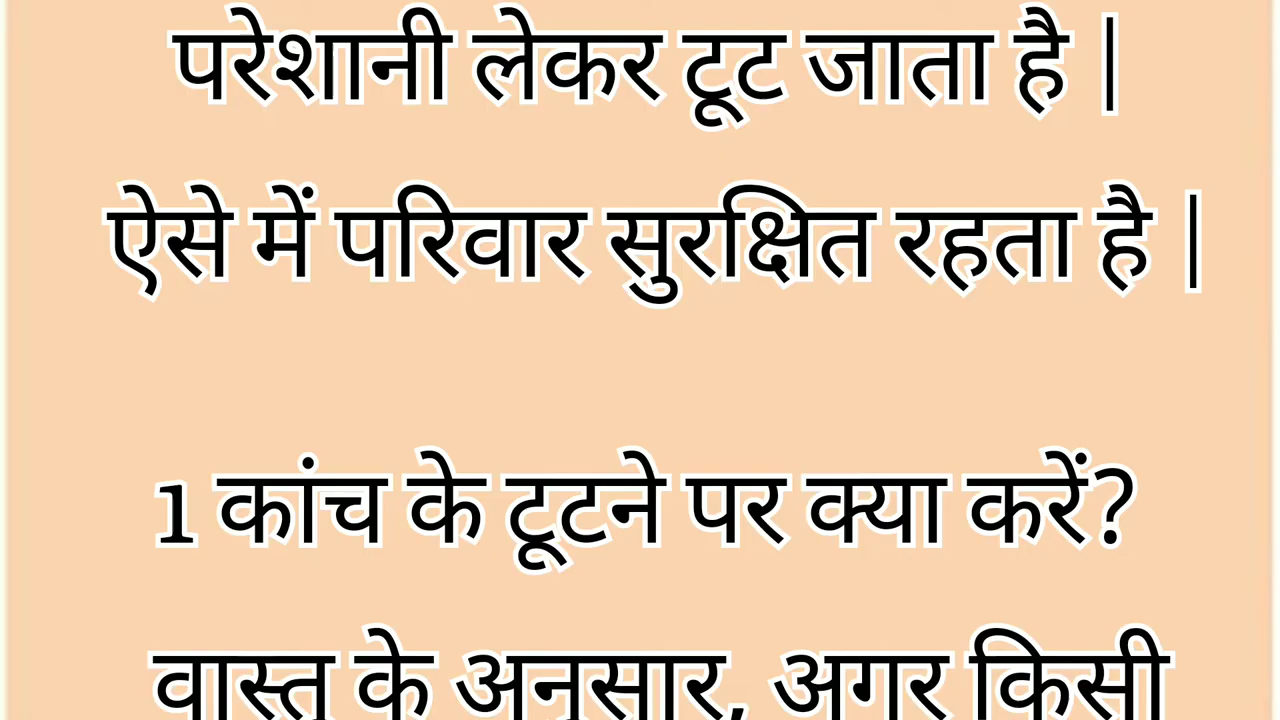 परेशानी लेकर टूट जाता है |
ऐसे में परिवार सुरक्षित रहता है |
1 कांच के टूटने पर क्या करें?
वास्तु के अनुसार, अगर किसी